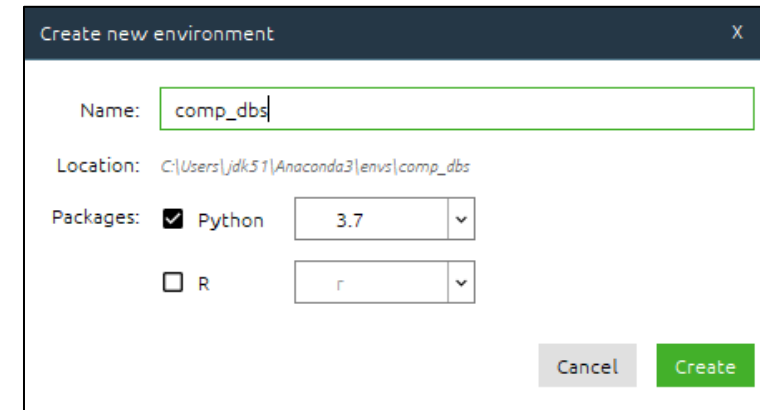 Create new environment X
Name: comp_dbs
Location: C:\Users\jdk51\Anaconda3\envs\comp_dbs
Packages: Python 3.7
R r
Cancel Create